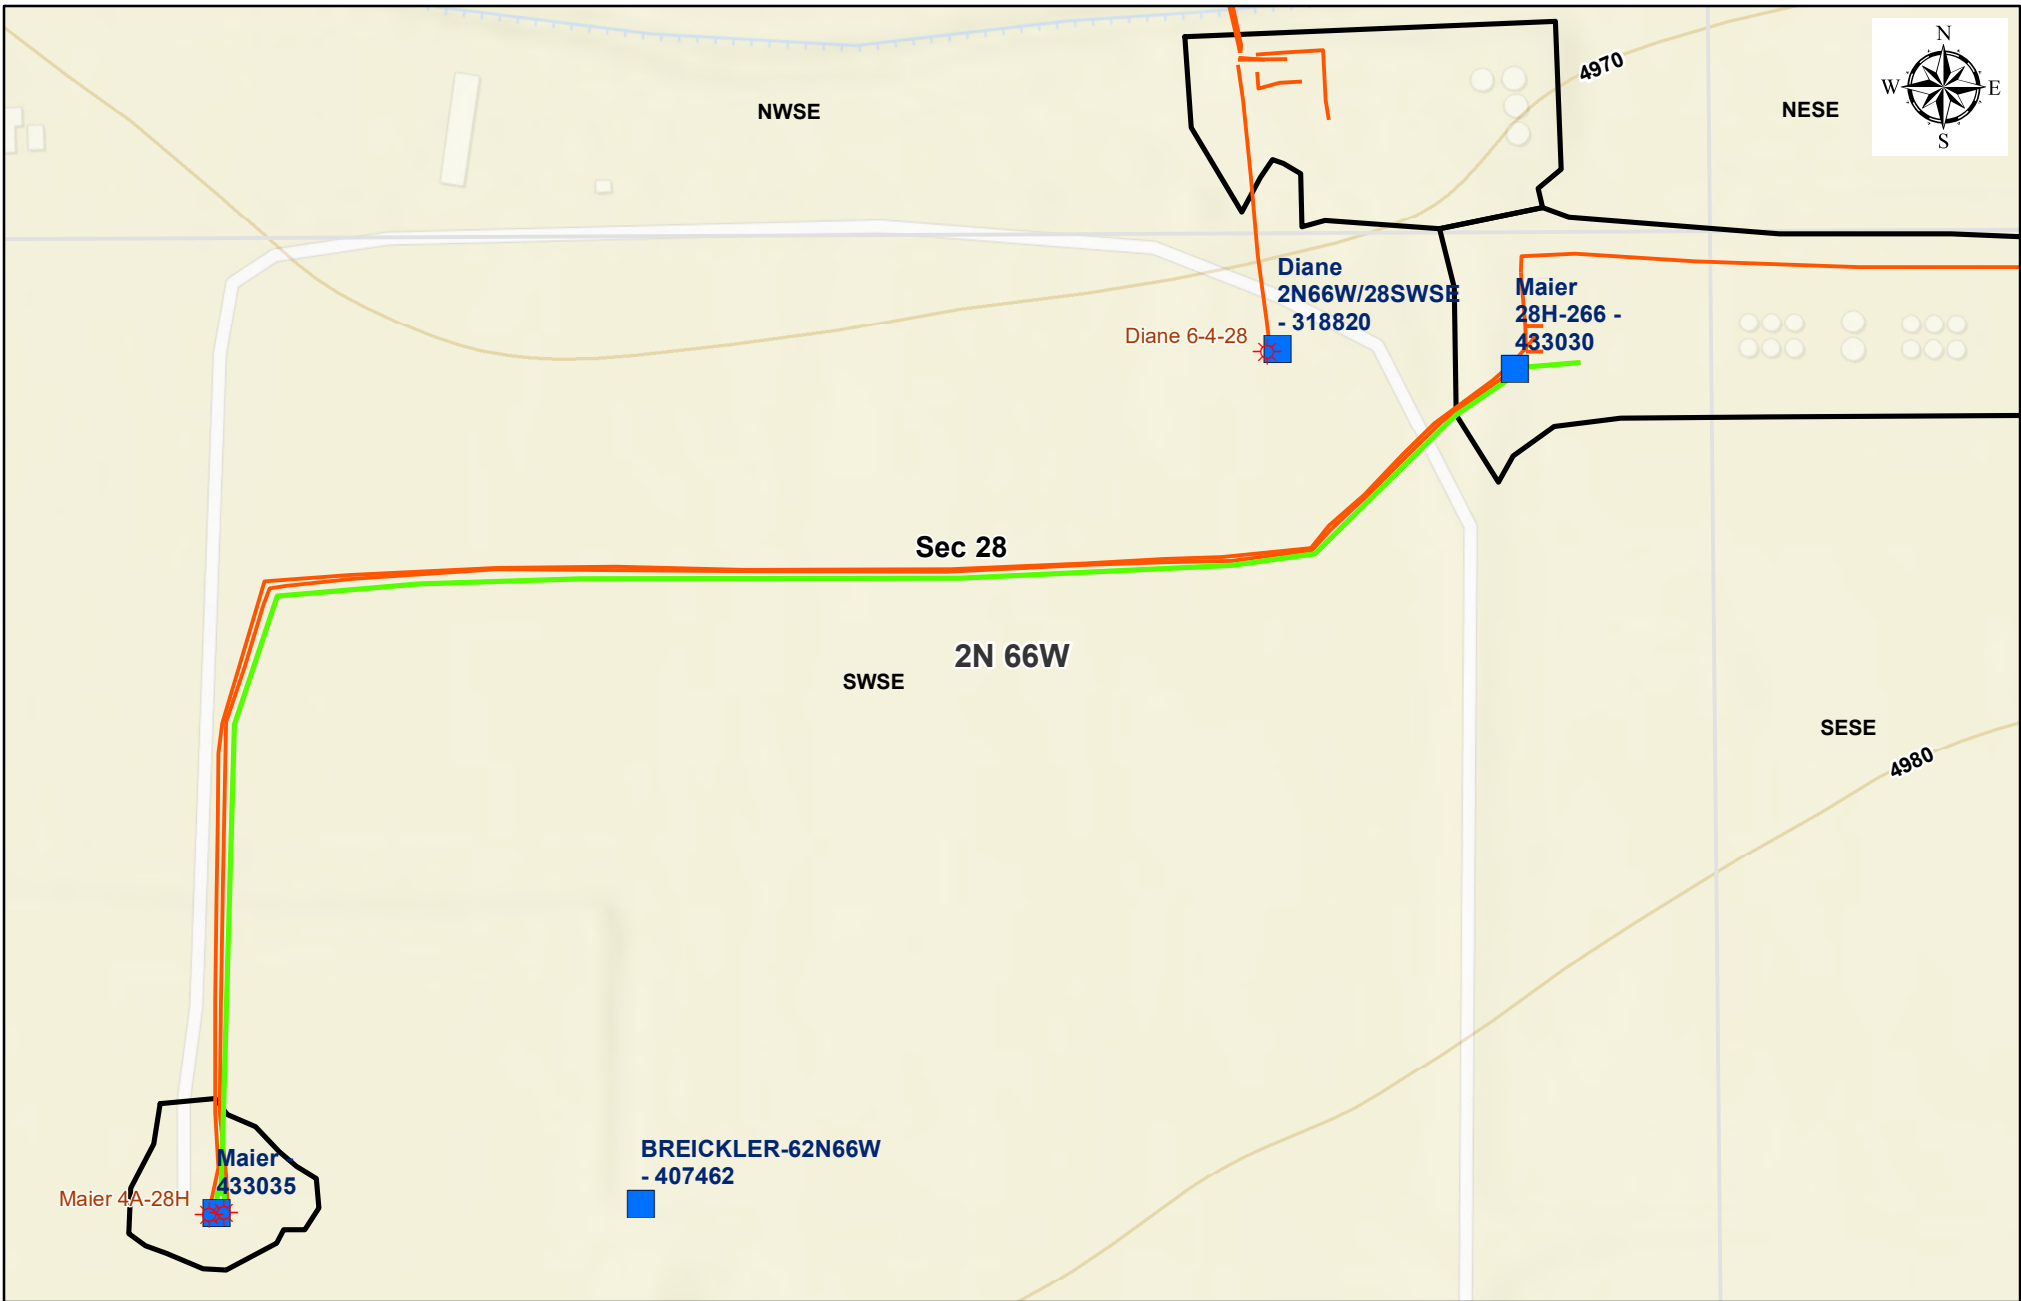 N
W E
S
4970
NWSE
NESE
Diane
2N66W/28SWSE
- 318820
Diane 6-4-28
Maier
28H-266 -
433030
Sec 28
2N 66W
SWSE
SESE
4980
Maier -
433035
Maier 4A-28H
BREICKLER-62N66W
- 407462